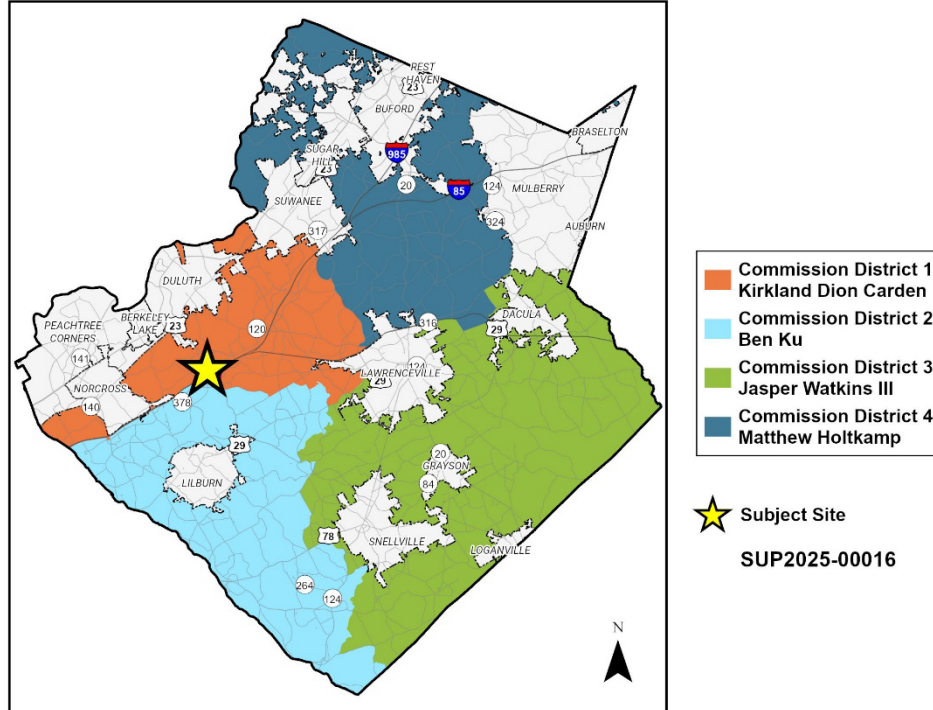 REST
HAVEN
23
BUFORD
BRASELTON
SUGAR
HILL
23
985
20
85
124
MULBERRY
SUWANEE
324
317
AUBURN
DULUTH
BERKELEY
LAKE
23
PEACHTREE
CORNERS
141
120
316
29
DACULA
124
LAWRENCEVILLE
29
NORCROSS
140
378
29
LILBURN
20
GRAYSON
84
78
SNELLVILLE
LOGANVILLE
264
124
N
Commission District 1
Kirkland Dion Carden
Commission District 2
Ben Ku
Commission District 3
Jasper Watkins III
Commission District 4
Matthew Holtkamp
Subject Site
SUP2025-00016